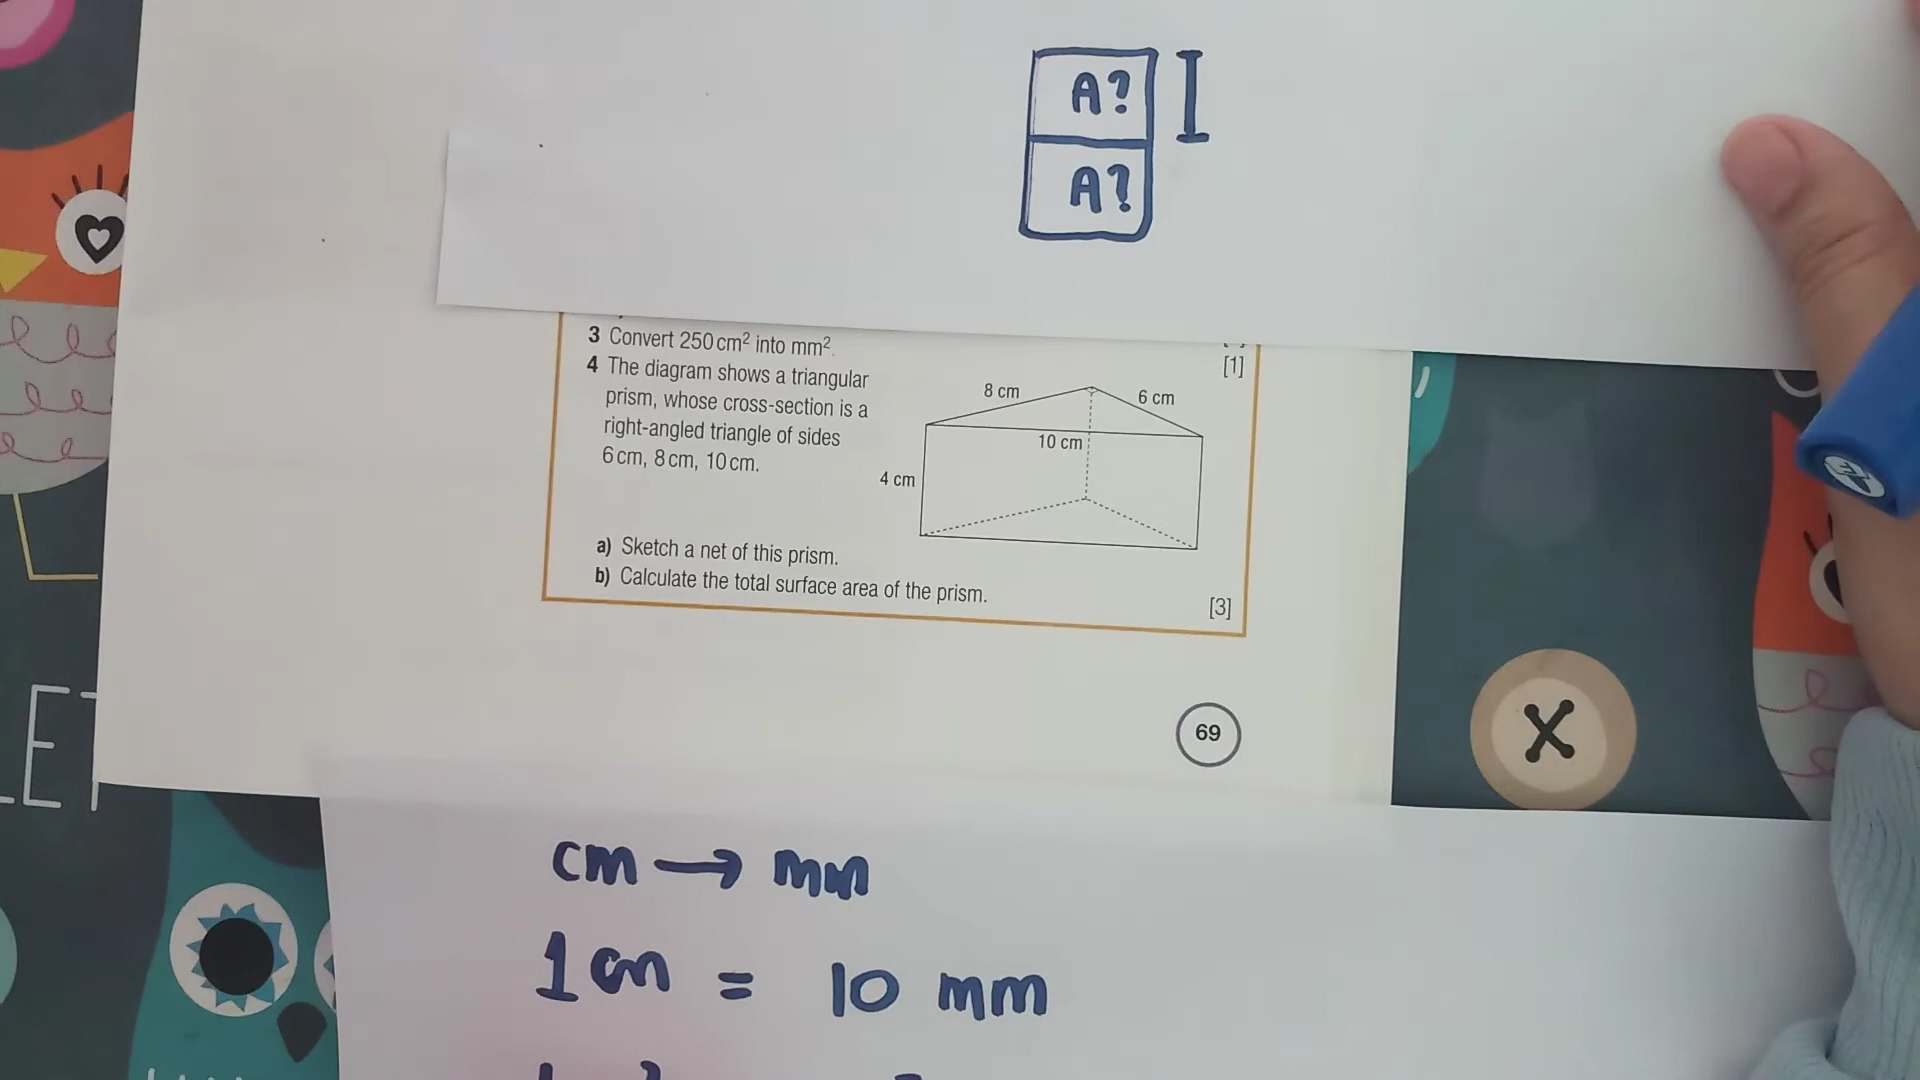 A?
A?
3 Convert 250 cm² into mm².
[1]
4 The diagram shows a triangular
prism, whose cross-section is a
right-angled triangle of sides
6 cm, 8 cm, 10 cm.
8 cm
6 cm
10 cm
4 cm
a) Sketch a net of this prism.
b) Calculate the total surface area of the prism.
[3]
69
cm → mm
1 cm = 10 mm